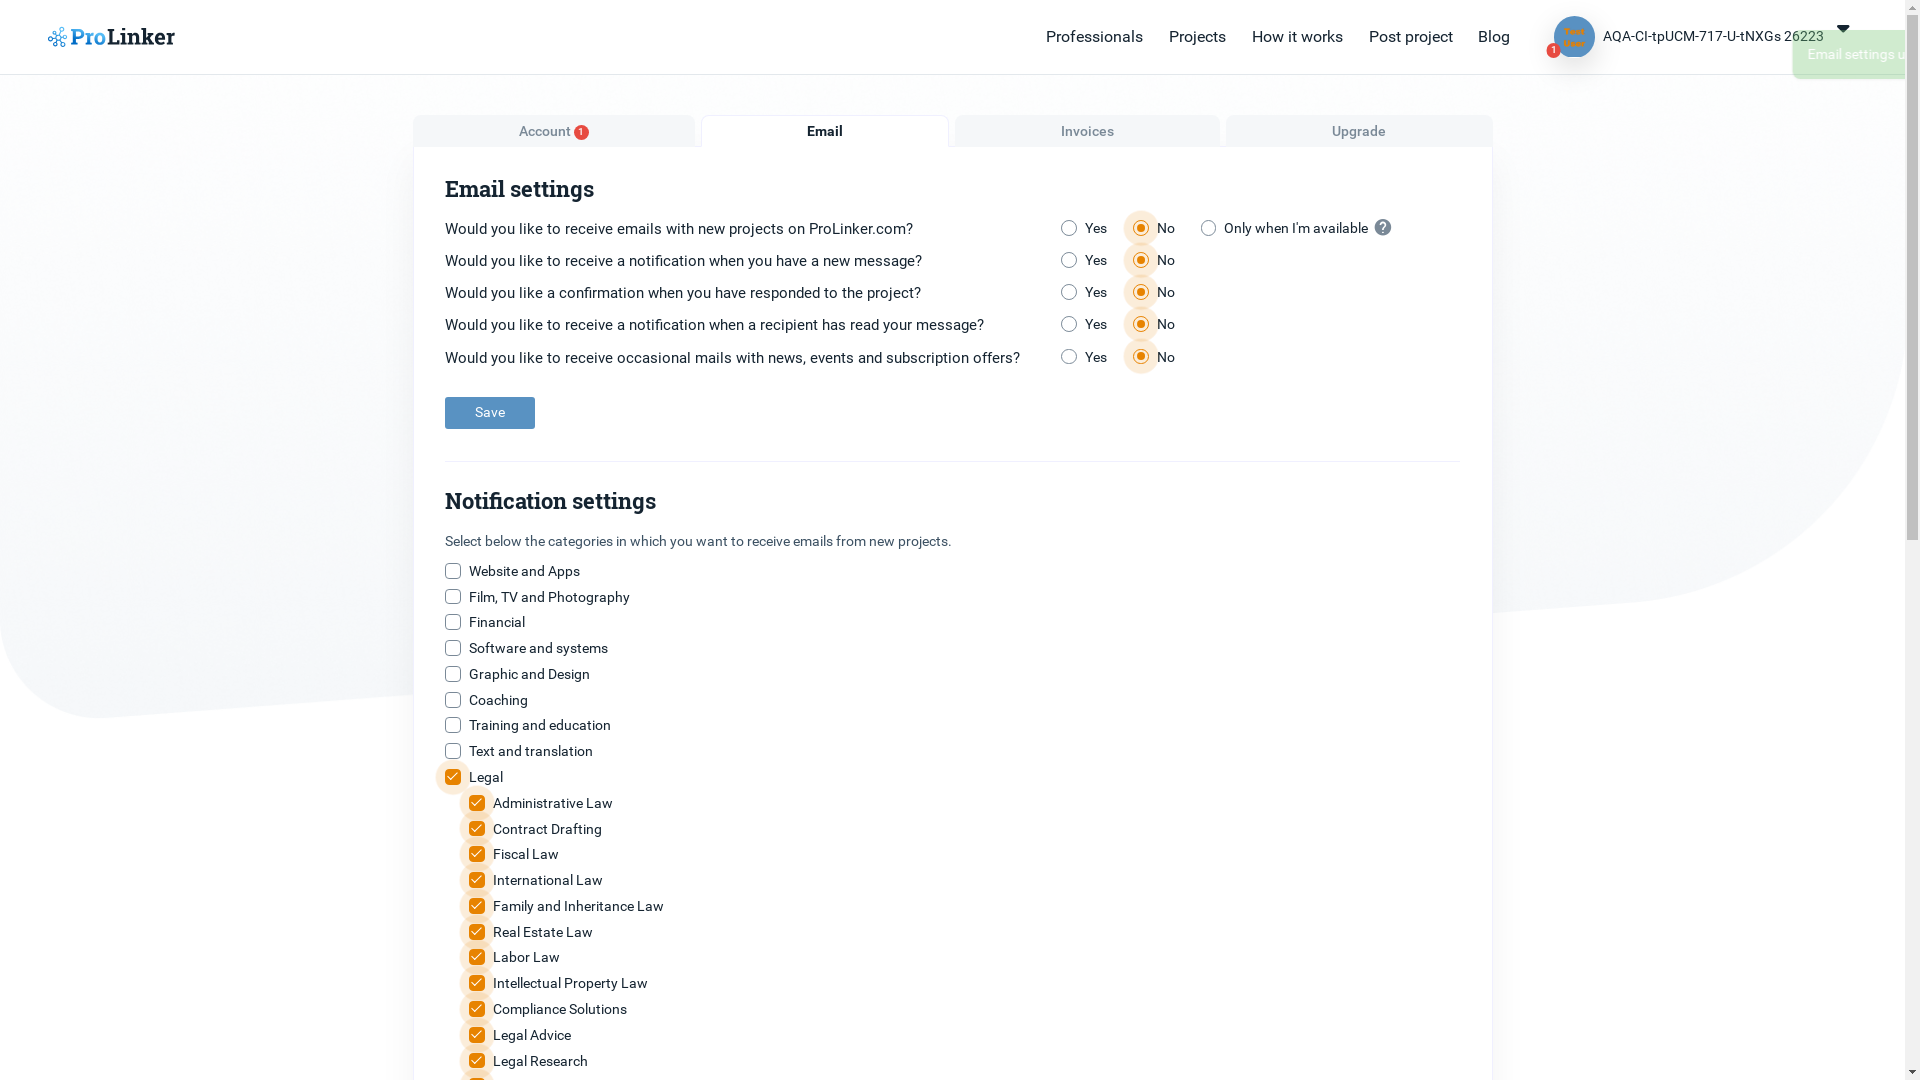 ProLinker
Professionals Projects How it works Post project Blog
1
AQA-CI-tpUCM-717-U-tNXGs 26223
Email settings u
Account 1 Email Invoices Upgrade
Email settings
Would you like to receive emails with new projects on ProLinker.com? Yes No Only when I'm available ?
Would you like to receive a notification when you have a new message? Yes No
Would you like a confirmation when you have responded to the project? Yes No
Would you like to receive a notification when a recipient has read your message? Yes No
Would you like to receive occasional mails with news, events and subscription offers? Yes No
Save
Notification settings
Select below the categories in which you want to receive emails from new projects.
Website and Apps
Film, TV and Photography
Financial
Software and systems
Graphic and Design
Coaching
Training and education
Text and translation
Legal
Administrative Law
Contract Drafting
Fiscal Law
International Law
Family and Inheritance Law
Real Estate Law
Labor Law
Intellectual Property Law
Compliance Solutions
Legal Advice
Legal Research